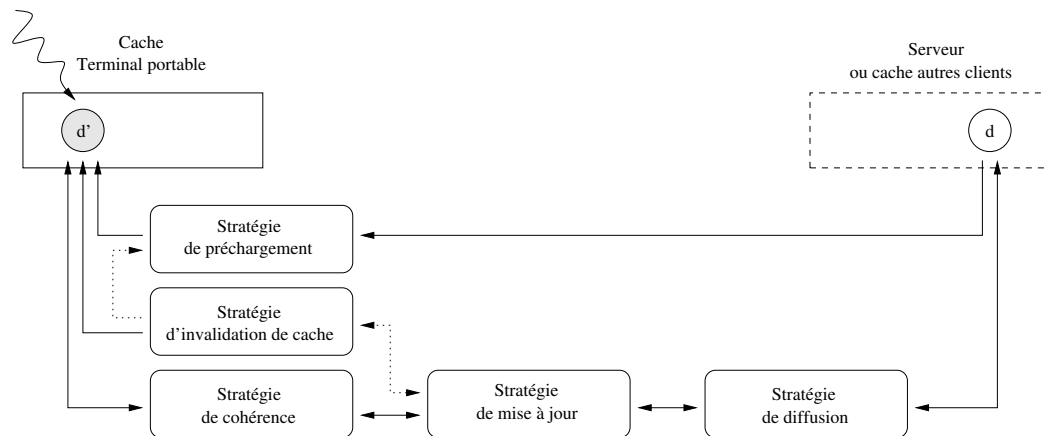 Cache
Terminal portable
Serveur
ou cache autres clients
d'
d
Stratégie
de préchargement
Stratégie
d'invalidation de cache
Stratégie
de cohérence
Stratégie
de mise à jour
Stratégie
de diffusion